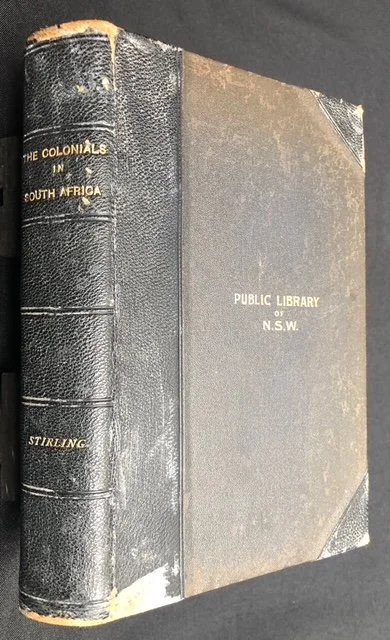 THE COLONIALS
IN
SOUTH AFRICA
STIRLING
PUBLIC LIBRARY
OF
N.S.W.